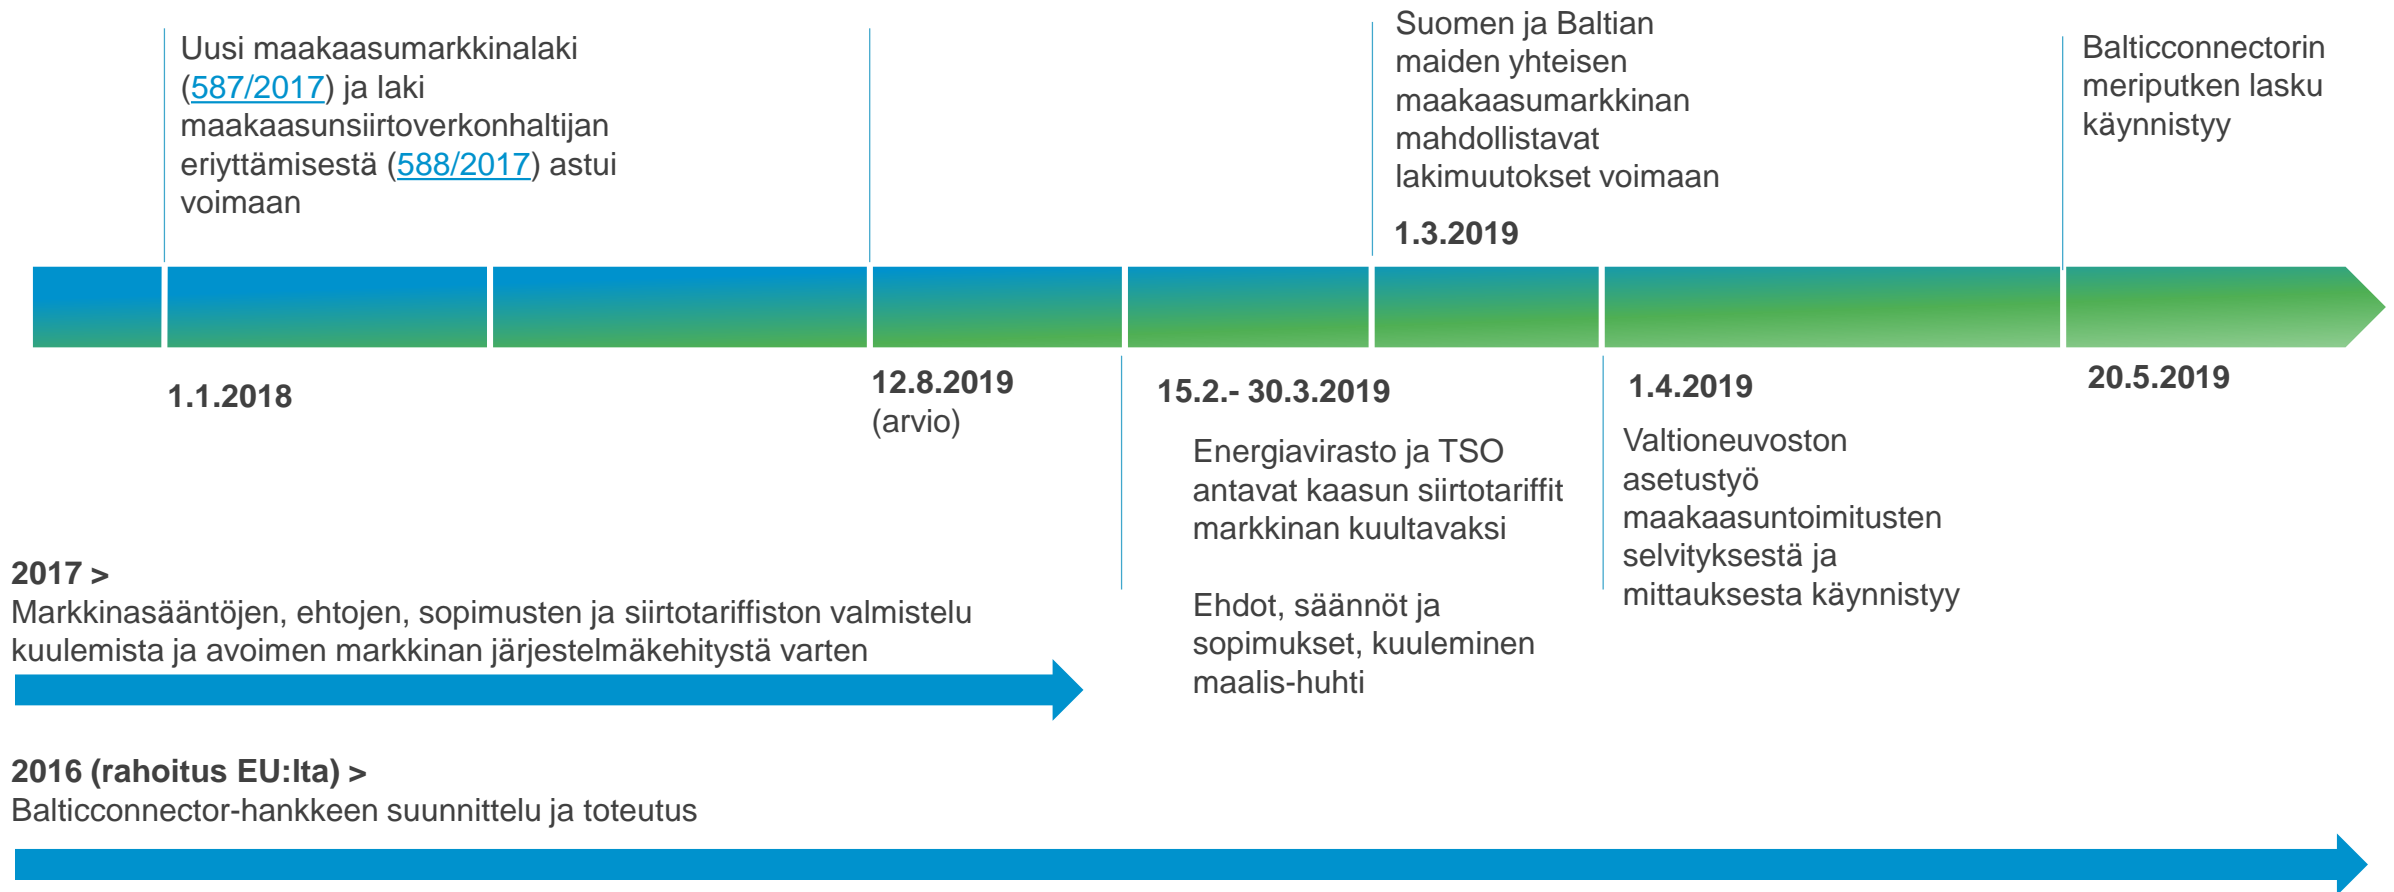 Uusi maakaasumarkkinalaki
(587/2017) ja laki
maakaasunsiirtoverkonhaltijan
eriyttämisestä (588/2017) astui
voimaan
Suomen ja Baltian
maiden yhteisen
maakaasumarkkinan
mahdollistavat
lakimuutokset voimaan
1.3.2019
Balticconnectorin
meriputken lasku
käynnistyy
1.1.2018
12.8.2019
(arvio)
15.2.- 30.3.2019
Energiavirasto ja TSO
antavat kaasun siirtotariffit
markkinan kuultavaksi
Ehdot, säännöt ja
sopimukset, kuuleminen
maalis-huhti
1.4.2019
Valtioneuvoston
asetustyö
maakaasuntoimitusten
selvityksestä ja
mittauksesta käynnistyy
20.5.2019
2017 >
Markkinasääntöjen, ehtojen, sopimusten ja siirtotariffiston valmistelu
kuulemista ja avoimen markkinan järjestelmäkehitystä varten
2016 (rahoitus EU:lta) >
Balticconnector-hankkeen suunnittelu ja toteutus